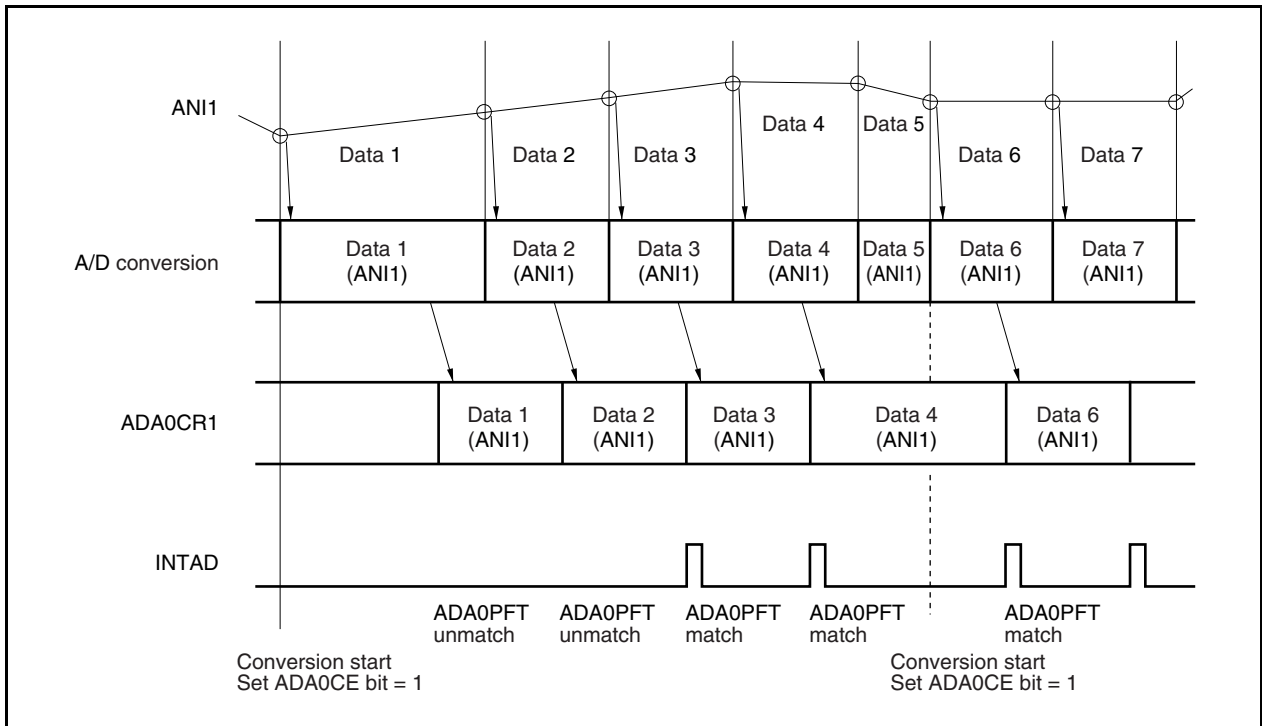 ANI1
Data 1
Data 2
Data 3
Data 4
Data 5
Data 6
Data 7
A/D conversion
Data 1
(ANI1)
Data 2
(ANI1)
Data 3
(ANI1)
Data 4
(ANI1)
Data 5
(ANI1)
Data 6
(ANI1)
Data 7
(ANI1)
ADA0CR1
Data 1
(ANI1)
Data 2
(ANI1)
Data 3
(ANI1)
Data 4
(ANI1)
Data 6
(ANI1)
INTAD
ADA0PFT
unmatch
ADA0PFT
unmatch
ADA0PFT
match
ADA0PFT
match
ADA0PFT
match
Conversion start
Set ADA0CE bit = 1
Conversion start
Set ADA0CE bit = 1